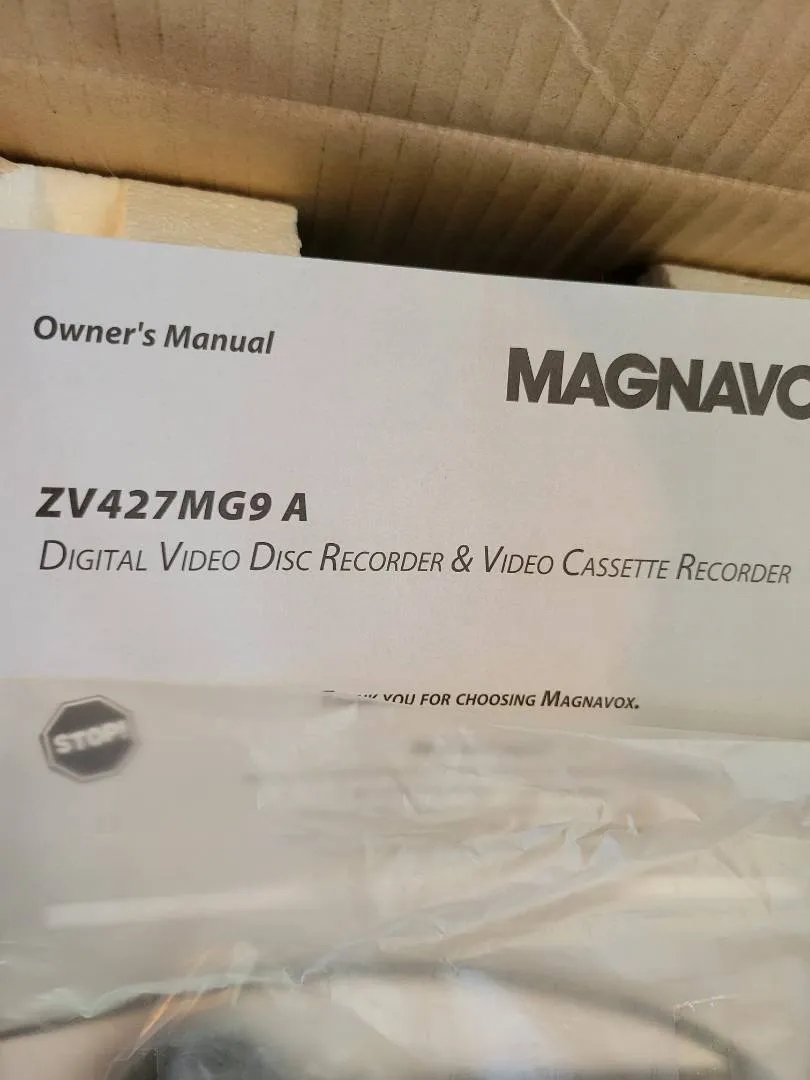 Owner's Manual
MAGNAVO
ZV427MG9 A
DIGITAL VIDEO DISC RECORDER & VIDEO CASSETTE RECORDER
YOU FOR CHOOSING MAGNAVOX.
STOP!